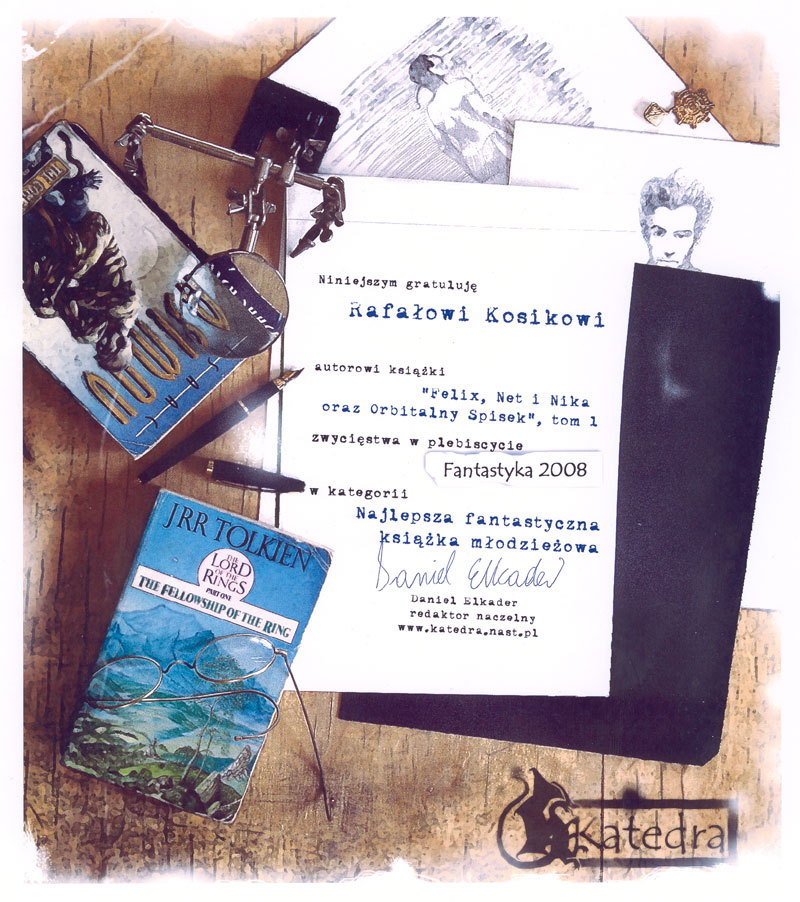 Niniejszym gratuluję
Rafałowi Kosikowi
autorowi książki
"Felix, Net i Nika
oraz Orbitalny Spisek", tom 1
zwycięstwa w plebiscycie
Fantastyka 2008
w kategorii
Najlepsza fantastyczna
książka młodzieżowa
Daniel Elkader
Daniel Elkader
redaktor naczelny
www.katedra.nast.pl
JRR TOLKIEN
THE
LORD
OF THE
RINGS
PART ONE
THE FELLOWSHIP OF THE RING
Katedra